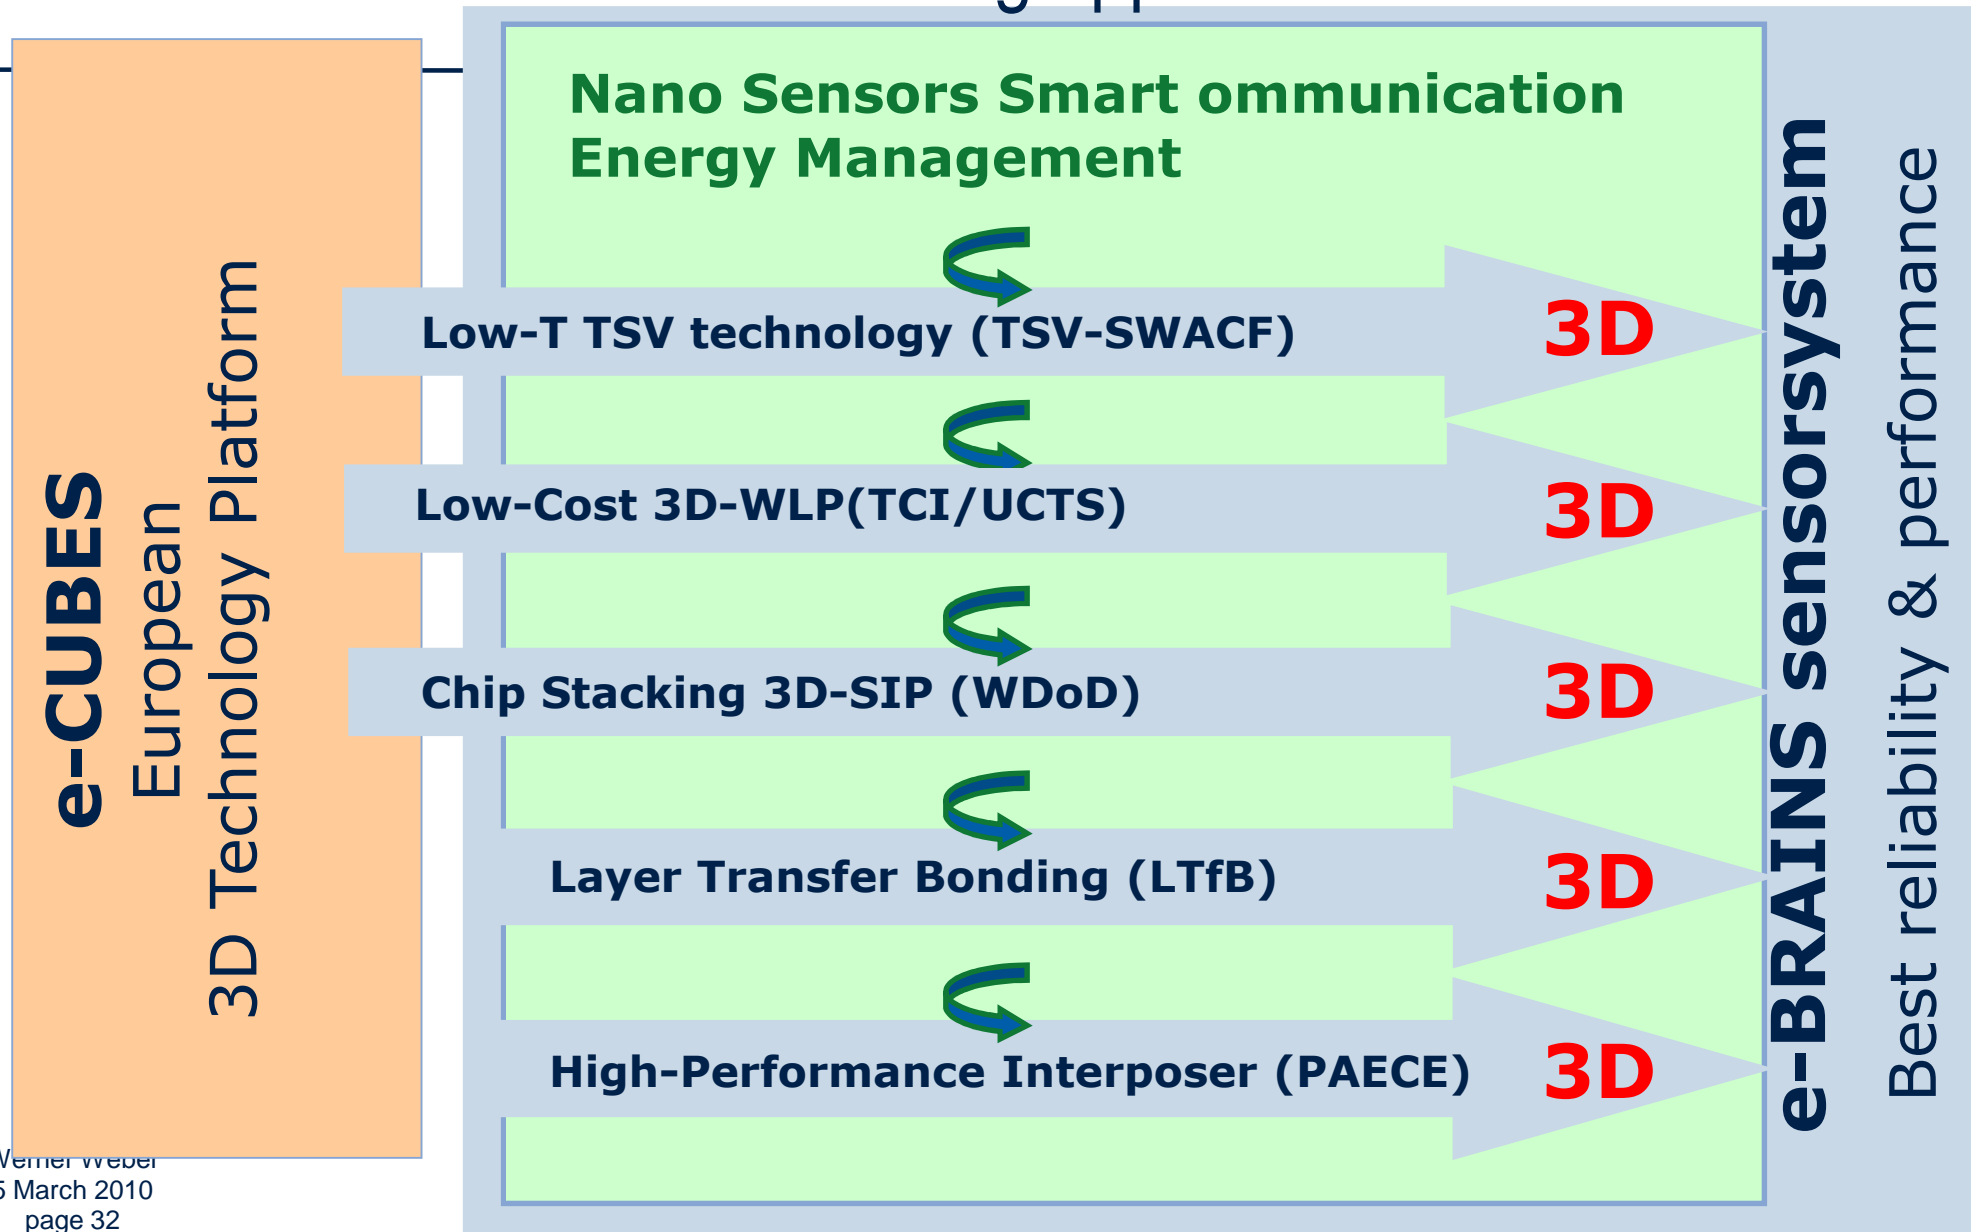 Nano Sensors Smart ommunication
Energy Management
e-CUBES
European
3D Technology Platform
Low-T TSV technology (TSV-SWACF)
3D
Low-Cost 3D-WLP(TCI/UCTS)
3D
Chip Stacking 3D-SIP (WDoD)
3D
Layer Transfer Bonding (LTfB)
3D
High-Performance Interposer (PAECE)
3D
e-BRAINS sensorsystem
Best reliability & performance
Werner Weber
5 March 2010
page 32